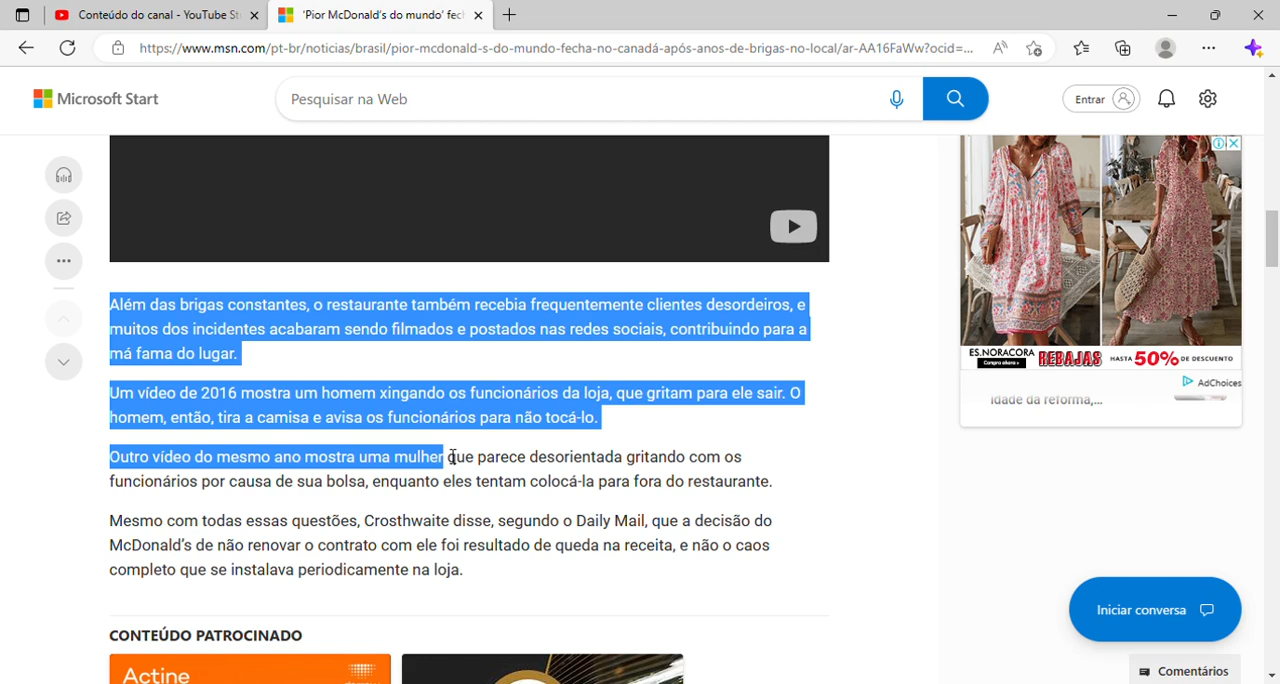 Conteúdo do canal - YouTube St
'Pior McDonald's do mundo' fech
https://www.msn.com/pt-br/noticias/brasil/pior-mcdonald-s-do-mundo-fecha-no-canadá-após-anos-de-brigas-no-local/ar-AA16FaWw?ocid=...
Microsoft Start
Pesquisar na Web
Entrar
Além das brigas constantes, o restaurante também recebia frequentemente clientes desordeiros, e
muitos dos incidentes acabaram sendo filmados e postados nas redes sociais, contribuindo para a
má fama do lugar.
Um vídeo de 2016 mostra um homem xingando os funcionários da loja, que gritam para ele sair. O
homem, então, tira a camisa e avisa os funcionários para não tocá-lo.
Outro vídeo do mesmo ano mostra uma mulher que parece desorientada gritando com os
funcionários por causa de sua bolsa, enquanto eles tentam colocá-la para fora do restaurante.
Mesmo com todas essas questões, Crosthwaite disse, segundo o Daily Mail, que a decisão do
McDonald's de não renovar o contrato com ele foi resultado de queda na receita, e não o caos
completo que se instalava periodicamente na loja.
CONTEÚDO PATROCINADO
Actine
ES.NORACORA
Compra ahora
REBAJAS HASTA 50% DE DESCUENTO
AdChoices
idade da reforma,...
Iniciar conversa
Comentários